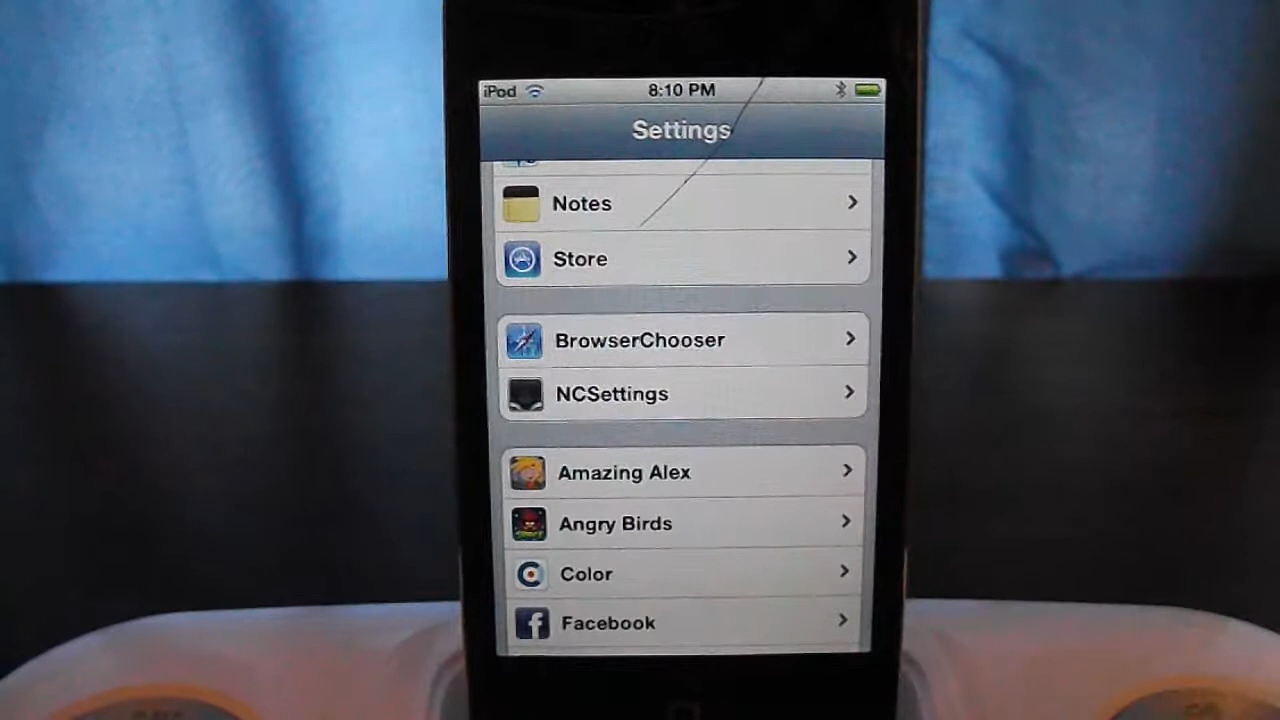 iPod 8:10 PM
Settings
Notes
Store
BrowserChooser
NCSettings
Amazing Alex
Angry Birds
Color
Facebook